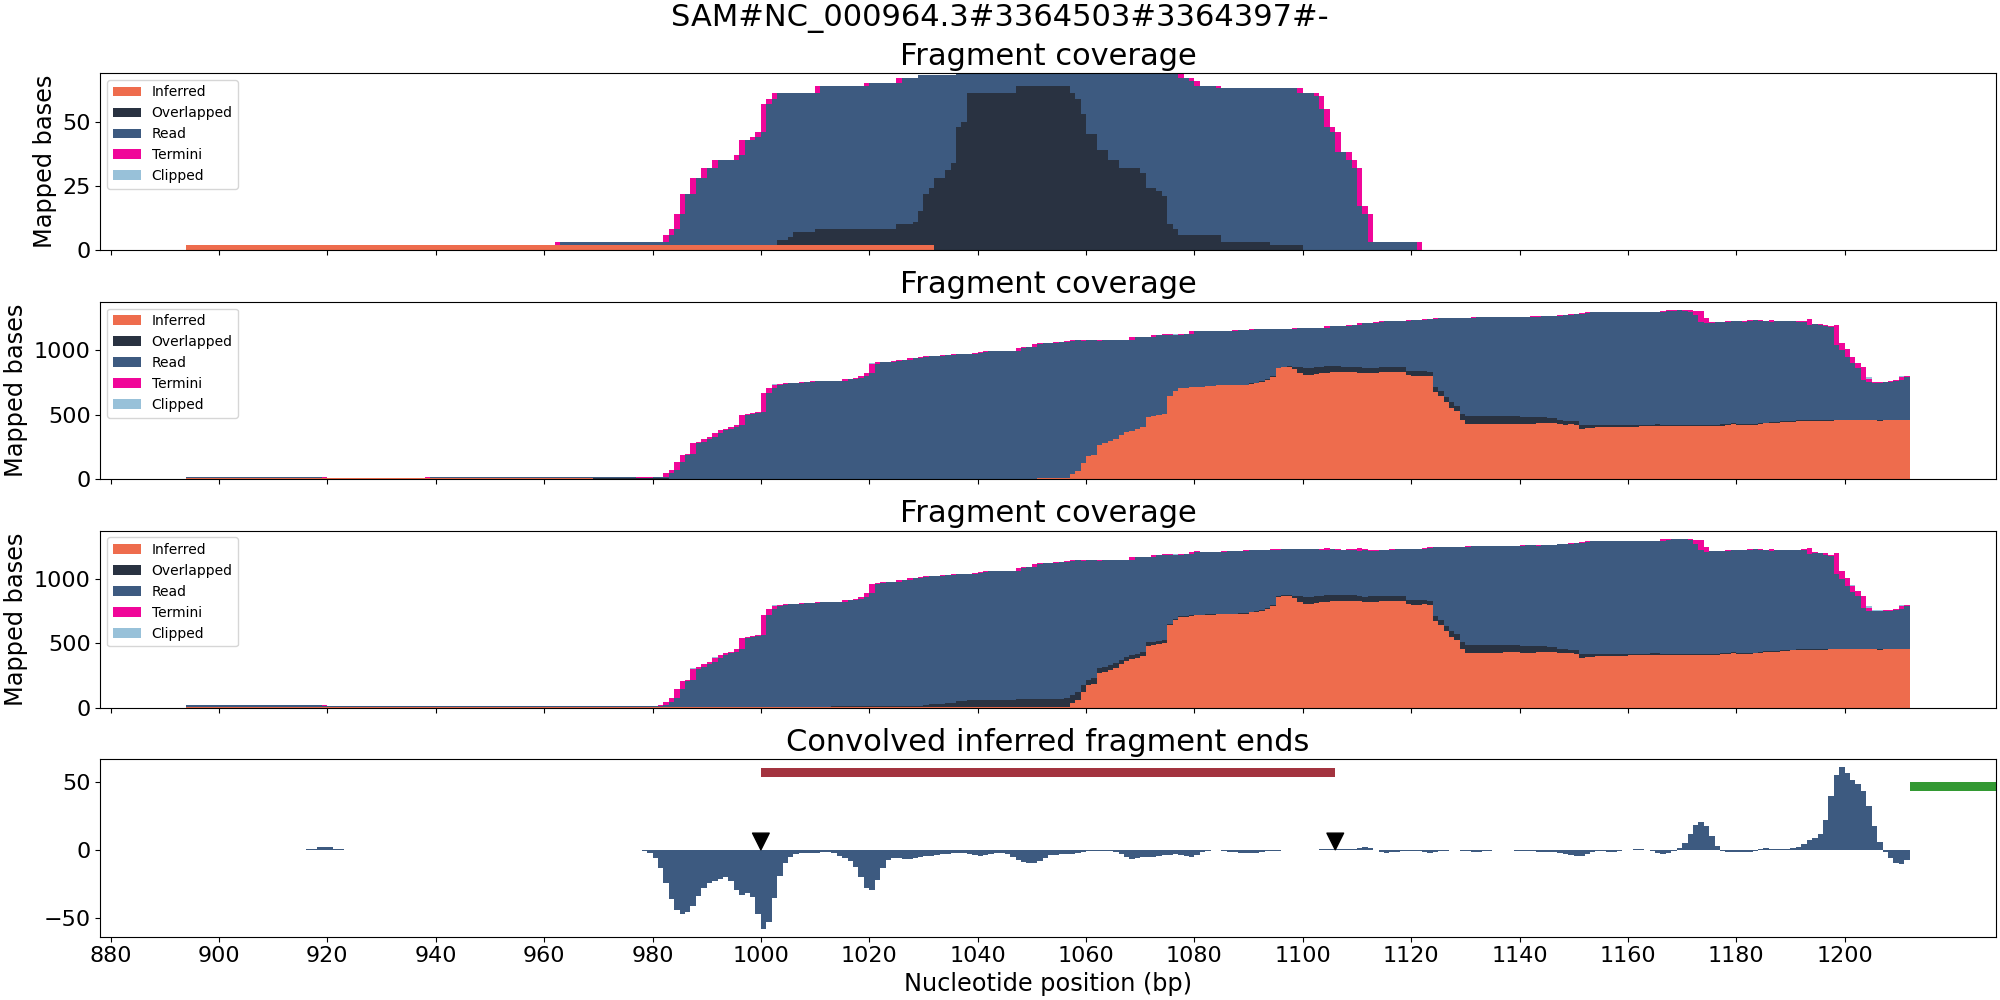 SAM#NC_000964.3#3364503#3364397#-
Fragment coverage
Mapped bases
50
25
0
Inferred
Overlapped
Read
Termini
Clipped
Fragment coverage
Mapped bases
1000
500
0
Inferred
Overlapped
Read
Termini
Clipped
Fragment coverage
Mapped bases
1000
500
0
Inferred
Overlapped
Read
Termini
Clipped
Convolved inferred fragment ends
50
0
−50
880 900 920 940 960 980 1000 1020 1040 1060 1080 1100 1120 1140 1160 1180 1200
Nucleotide position (bp)